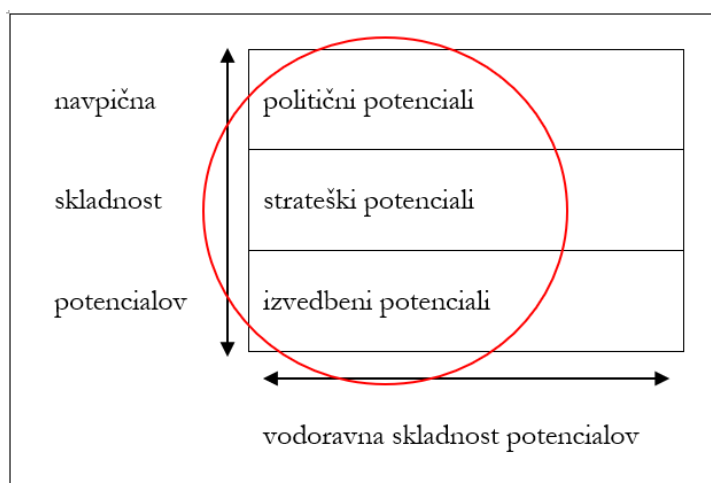 navpična politični potenciali
skladnost strateški potenciali
potencialov izvedbeni potenciali
vodoravna skladnost potencialov